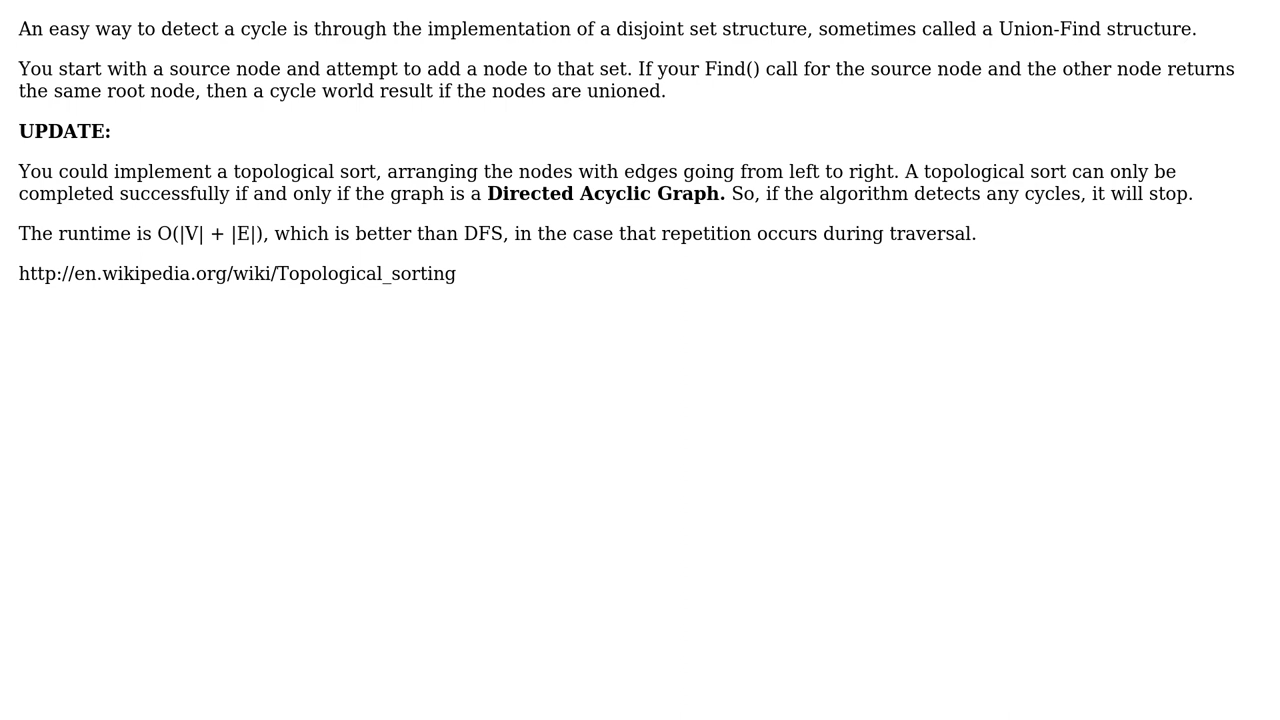 An easy way to detect a cycle is through the implementation of a disjoint set structure, sometimes called a Union-Find structure.
You start with a source node and attempt to add a node to that set. If your Find() call for the source node and the other node returns
the same root node, then a cycle world result if the nodes are unioned.
UPDATE:
You could implement a topological sort, arranging the nodes with edges going from left to right. A topological sort can only be
completed successfully if and only if the graph is a Directed Acyclic Graph. So, if the algorithm detects any cycles, it will stop.
The runtime is O(|V| + |E|), which is better than DFS, in the case that repetition occurs during traversal.
http://en.wikipedia.org/wiki/Topological_sorting